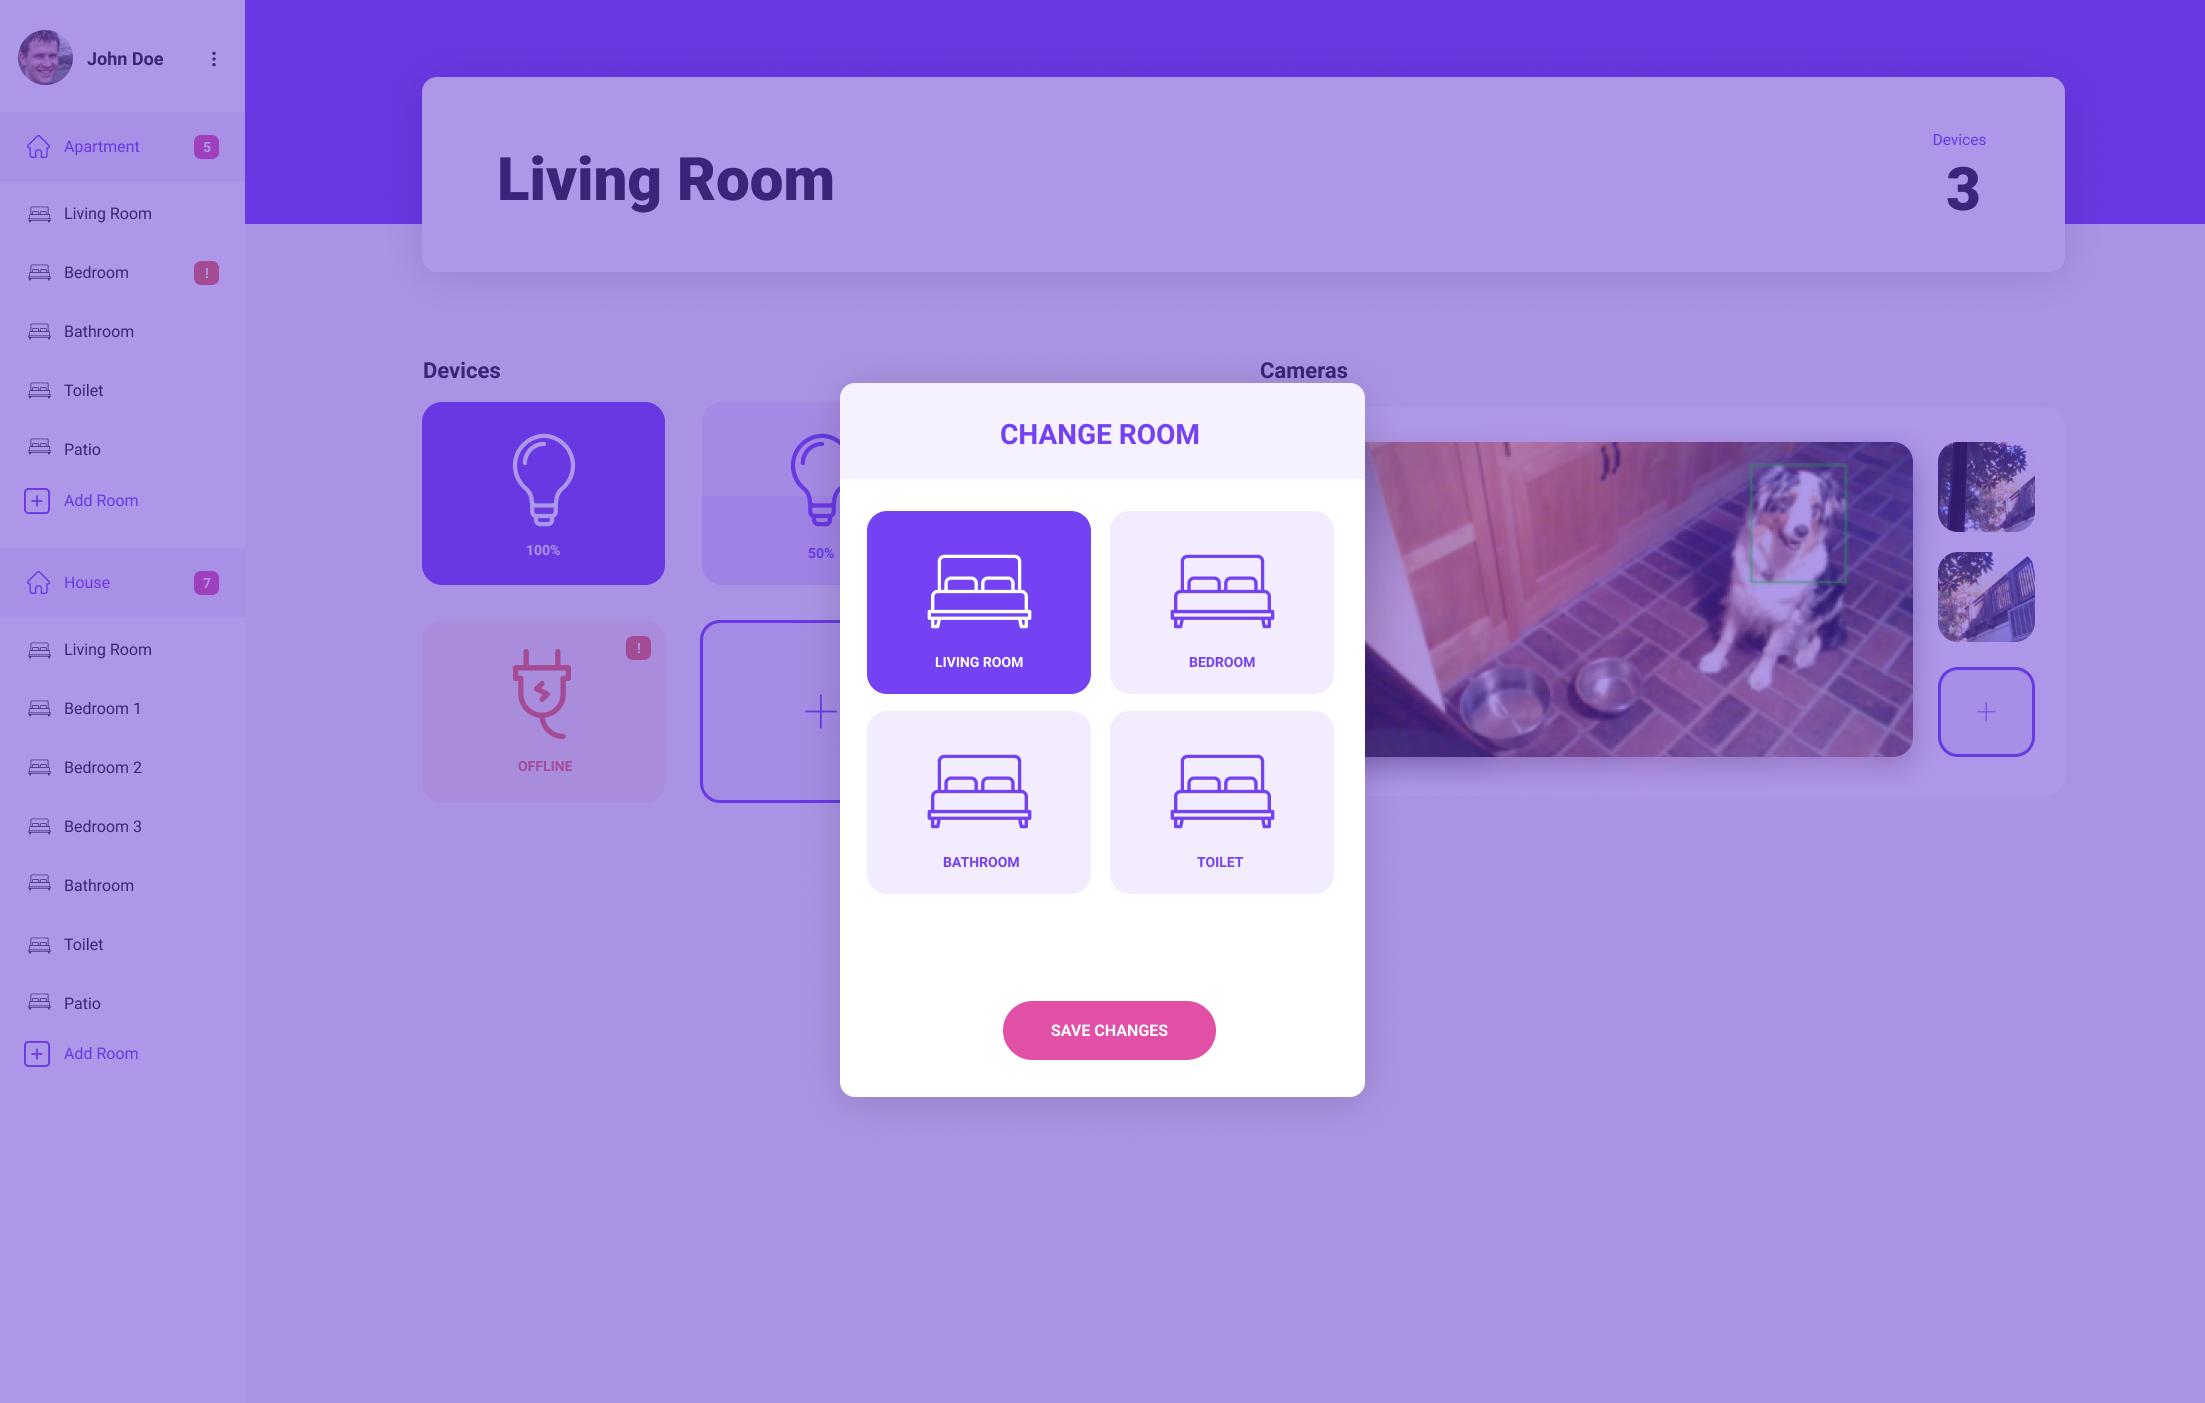 John Doe
Apartment 5
Living Room
Bedroom !
Bathroom
Toilet
Patio
Add Room
House 7
Living Room
Bedroom 1
Bedroom 2
Bedroom 3
Bathroom
Toilet
Patio
Add Room
Living Room
Devices
3
Devices
100%
50%
!
OFFLINE
Cameras
CHANGE ROOM
LIVING ROOM
BEDROOM
BATHROOM
TOILET
SAVE CHANGES